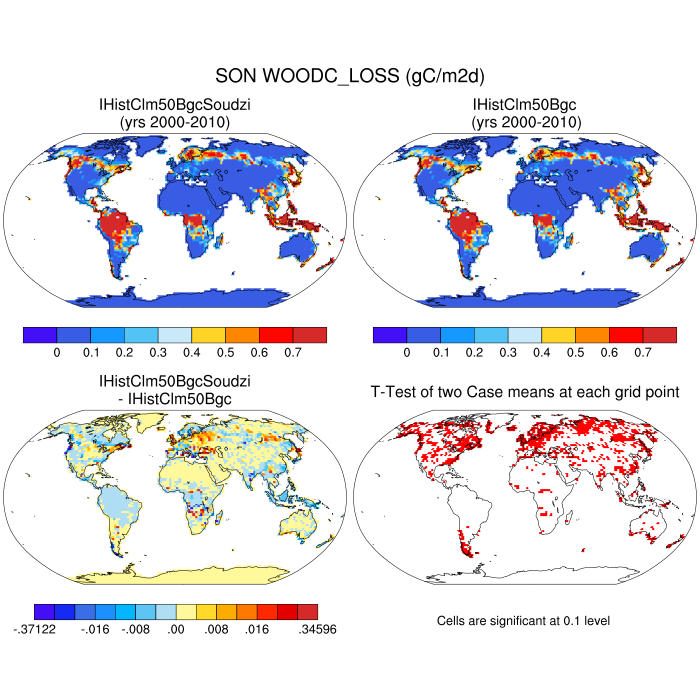 SON WOODC_LOSS (gC/m2d)
IHistClm50BgcSoudzi
(yrs 2000-2010)
IHistClm50Bgc
(yrs 2000-2010)
0 0.1 0.2 0.3 0.4 0.5 0.6 0.7
0 0.1 0.2 0.3 0.4 0.5 0.6 0.7
IHistClm50BgcSoudzi
- IHistClm50Bgc
T-Test of two Case means at each grid point
-.37122 -.016 -.008 .00 .008 .016 .34596
Cells are significant at 0.1 level